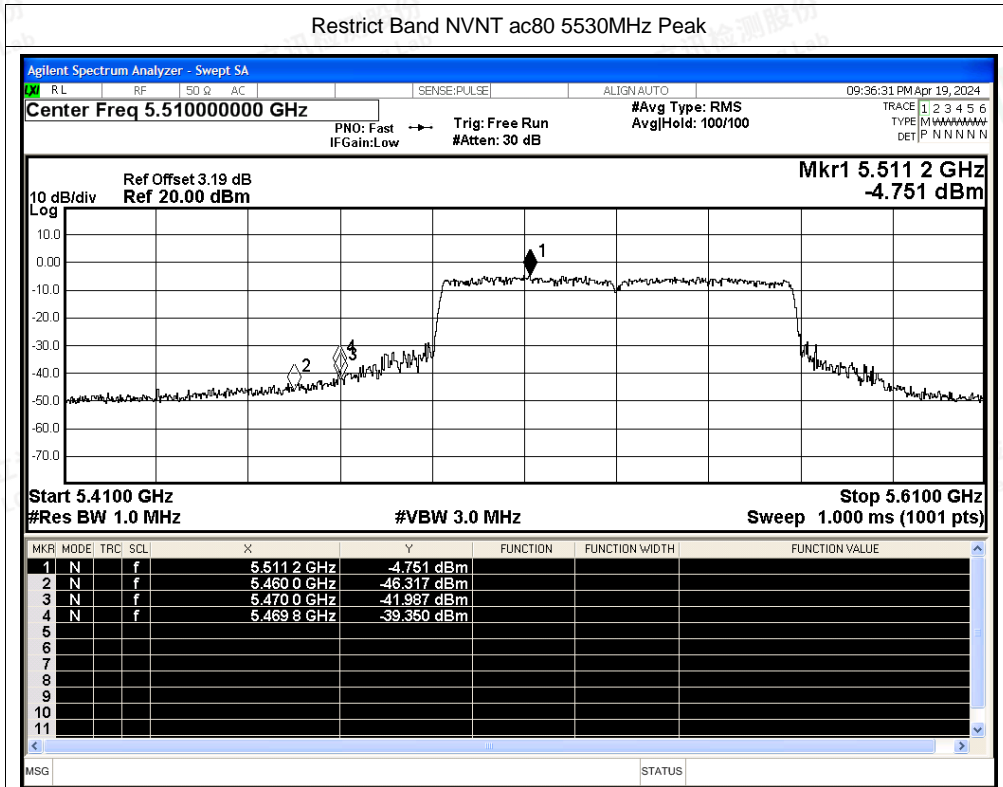 Restrict Band NVNT ac80 5530MHz Peak
Agilent Spectrum Analyzer - Swept SA
LXI RL RF 50 Ω AC SENSE:PULSE ALIGN AUTO 09:36:31 PM Apr 19, 2024
Center Freq 5.510000000 GHz #Avg Type: RMS TRACE 1 2 3 4 5 6
PNO: Fast Trig: Free Run Avg|Hold: 100/100 TYPE M WWWWW
IFGain:Low #Atten: 30 dB DET P N N N N N
Mkr1 5.511 2 GHz
Ref Offset 3.19 dB
10 dB/div Ref 20.00 dBm -4.751 dBm
Log
10.0
0.00
1
-10.0
-20.0
-30.0
4
3
-40.0
2
-50.0
-60.0
-70.0
Start 5.4100 GHz Stop 5.6100 GHz
#Res BW 1.0 MHz #VBW 3.0 MHz Sweep 1.000 ms (1001 pts)
MKR MODE TRC SCL X Y FUNCTION FUNCTION WIDTH FUNCTION VALUE
1 N f 5.511 2 GHz -4.751 dBm
2 N f 5.460 0 GHz -46.317 dBm
3 N f 5.470 0 GHz -41.987 dBm
4 N f 5.469 8 GHz -39.350 dBm
5
6
7
8
9
10
11
MSG STATUS